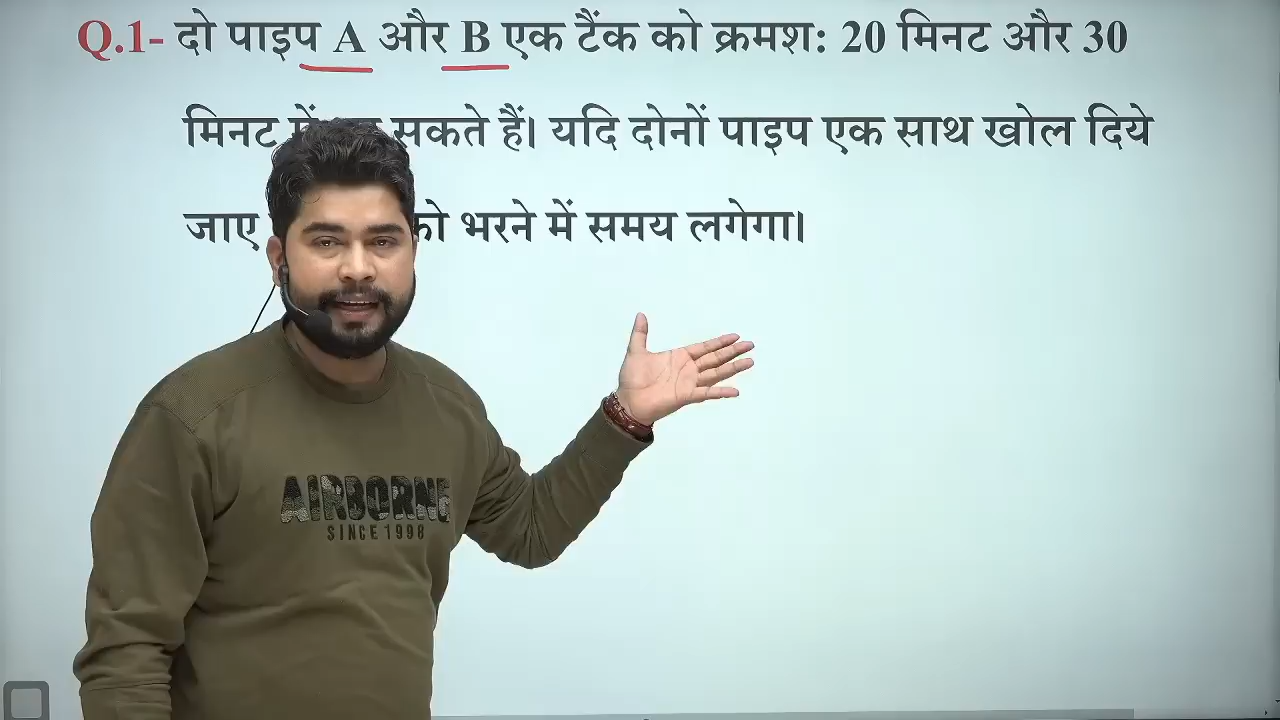 Q.1- दो पाइप A और B एक टैंक को क्रमश: 20 मिनट और 30
मिनट में सकते हैं। यदि दोनों पाइप एक साथ खोल दिये
जाए को भरने में समय लगेगा।
AIRBORNE
SINCE 1998